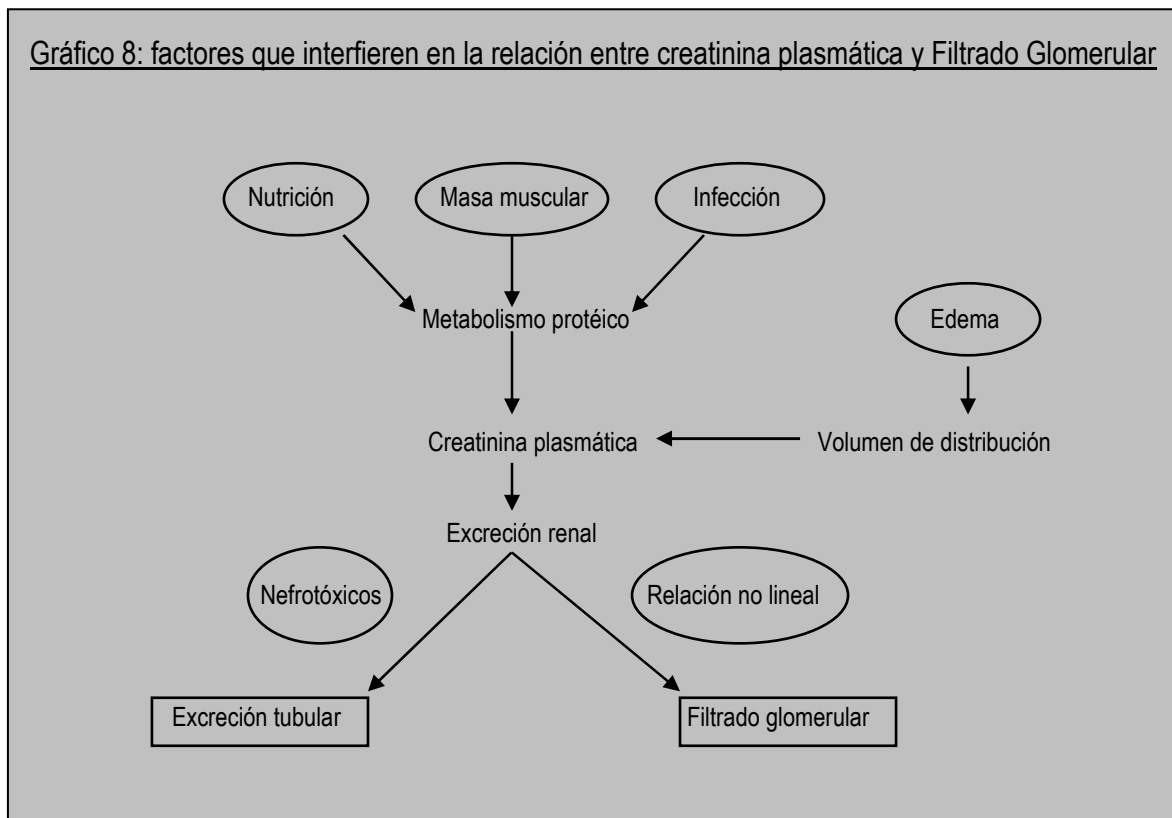 Gráfico 8: factores que interfieren en la relación entre creatinina plasmática y Filtrado Glomerular
Nutrición
Masa muscular
Infección
Metabolismo protéico
Edema
Creatinina plasmática
Volumen de distribución
Excreción renal
Nefrotóxicos
Relación no lineal
Excreción tubular
Filtrado glomerular